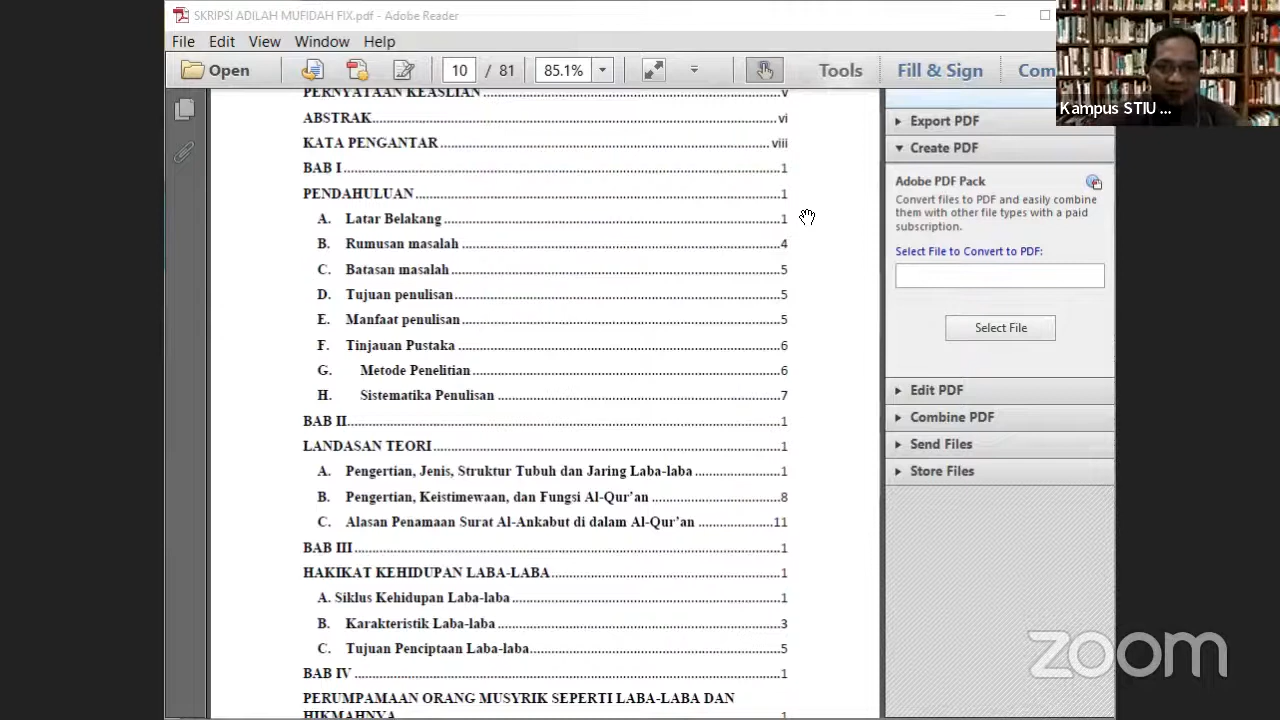 SKRIPSI ADILAH MUFIDAH FIX.pdf - Adobe Reader
File Edit View Window Help
Open 10 / 81 85.1% Tools Fill & Sign Com
Kampus STIU ...
PERNYATAAN KEASLIAN v
ABSTRAK vi
KATA PENGANTAR viii
BAB I 1
PENDAHULUAN 1
A. Latar Belakang 1
B. Rumusan masalah 4
C. Batasan masalah 5
D. Tujuan penulisan 5
E. Manfaat penulisan 5
F. Tinjauan Pustaka 6
G. Metode Penelitian 6
H. Sistematika Penulisan 7
BAB II 1
LANDASAN TEORI 1
A. Pengertian, Jenis, Struktur Tubuh dan Jaring Laba-laba 1
B. Pengertian, Keistimewaan, dan Fungsi Al-Qur'an 8
C. Alasan Penamaan Surat Al-Ankabut di dalam Al-Qur'an 11
BAB III 1
HAKIKAT KEHIDUPAN LABA-LABA 1
A. Siklus Kehidupan Laba-laba 1
B. Karakteristik Laba-laba 3
C. Tujuan Penciptaan Laba-laba 5
BAB IV 1
PERUMPAMAAN ORANG MUSYRIK SEPERTI LABA-LABA DAN
HIKMAHNYA 1
Export PDF
Create PDF
Adobe PDF Pack
Convert files to PDF and easily combine
them with other file types with a paid
subscription.
Select File to Convert to PDF:
Select File
Edit PDF
Combine PDF
Send Files
Store Files
zoom